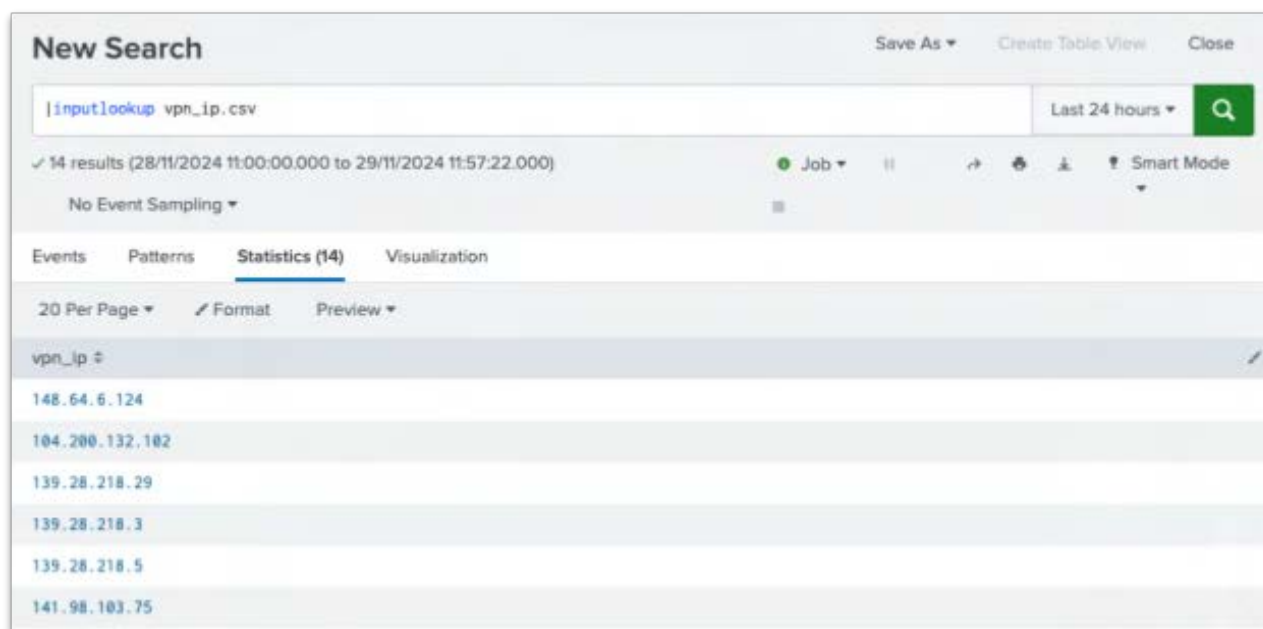 New Search Save As Create Table View Close
|inputlookup vpn_ip.csv Last 24 hours
14 results (28/11/2024 11:00:00.000 to 29/11/2024 11:57:22.000) Job Smart Mode
No Event Sampling
Events Patterns Statistics (14) Visualization
20 Per Page Format Preview
vpn_ip
148.64.6.124
104.200.132.102
139.28.218.29
139.28.218.3
139.28.218.5
141.98.103.75